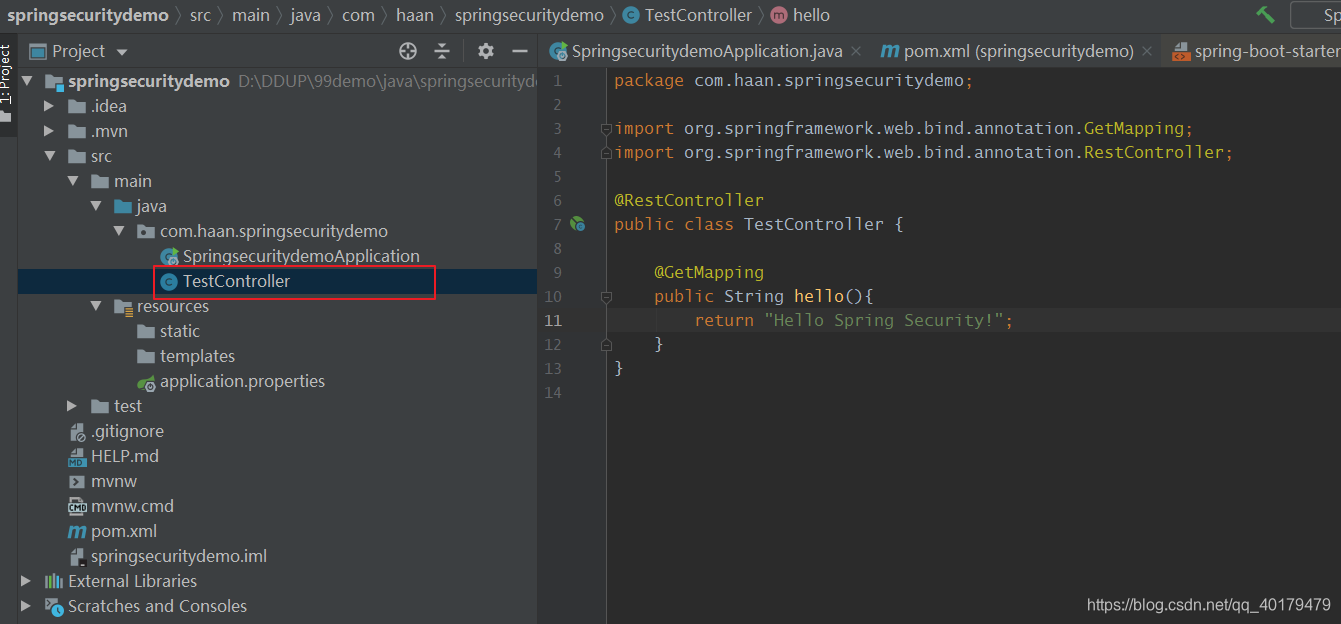 springsecuritydemo src main java com haan springsecuritydemo C TestController m hello Sp
1: Project
Project
SpringsecuritydemoApplication.java × m pom.xml (springsecuritydemo) × spring-boot-starter
springsecuritydemo D:\DDUP\99demo\java\springsecurityde
.idea
.mvn
src
main
java
com.haan.springsecuritydemo
SpringsecuritydemoApplication
C TestController
resources
static
templates
application.properties
test
.gitignore
MD HELP.md
mvnw
CMD mvnw.cmd
m pom.xml
springsecuritydemo.iml
External Libraries
Scratches and Consoles
1 package com.haan.springsecuritydemo;
2
3 import org.springframework.web.bind.annotation.GetMapping;
4 import org.springframework.web.bind.annotation.RestController;
5
6 @RestController
7 public class TestController {
8
9 @GetMapping
10 public String hello(){
11 return "Hello Spring Security!";
12 }
13 }
14
https://blog.csdn.net/qq_40179479